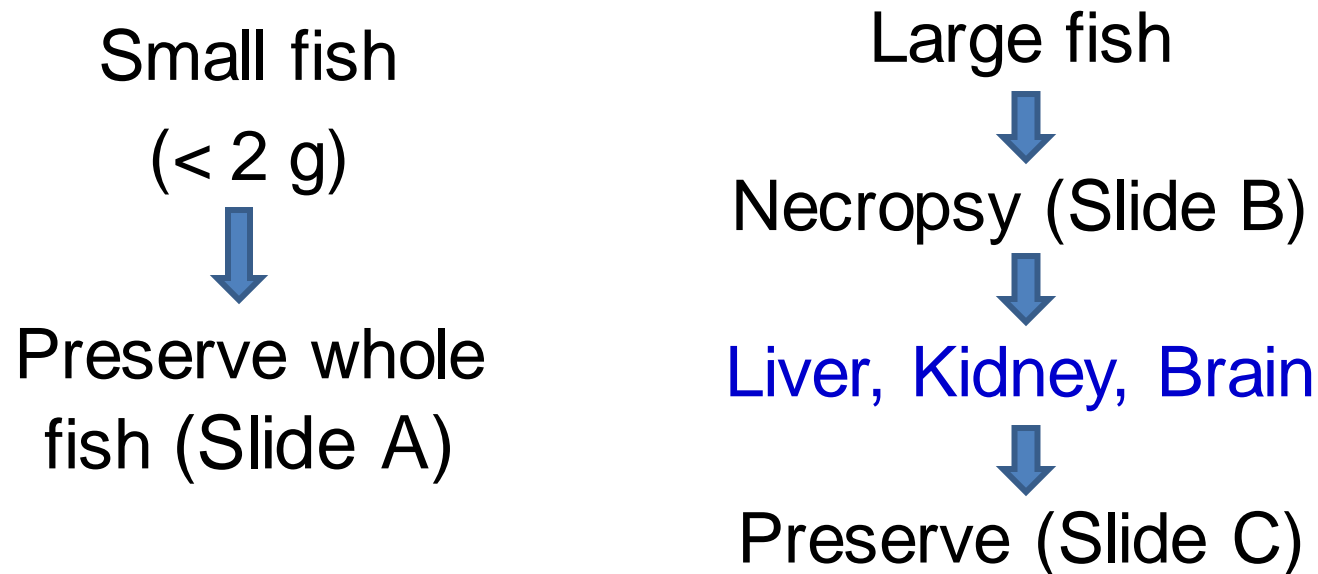 Small fish
(< 2 g)
Preserve whole
fish (Slide A)
Large fish
Necropsy (Slide B)
Liver, Kidney, Brain
Preserve (Slide C)